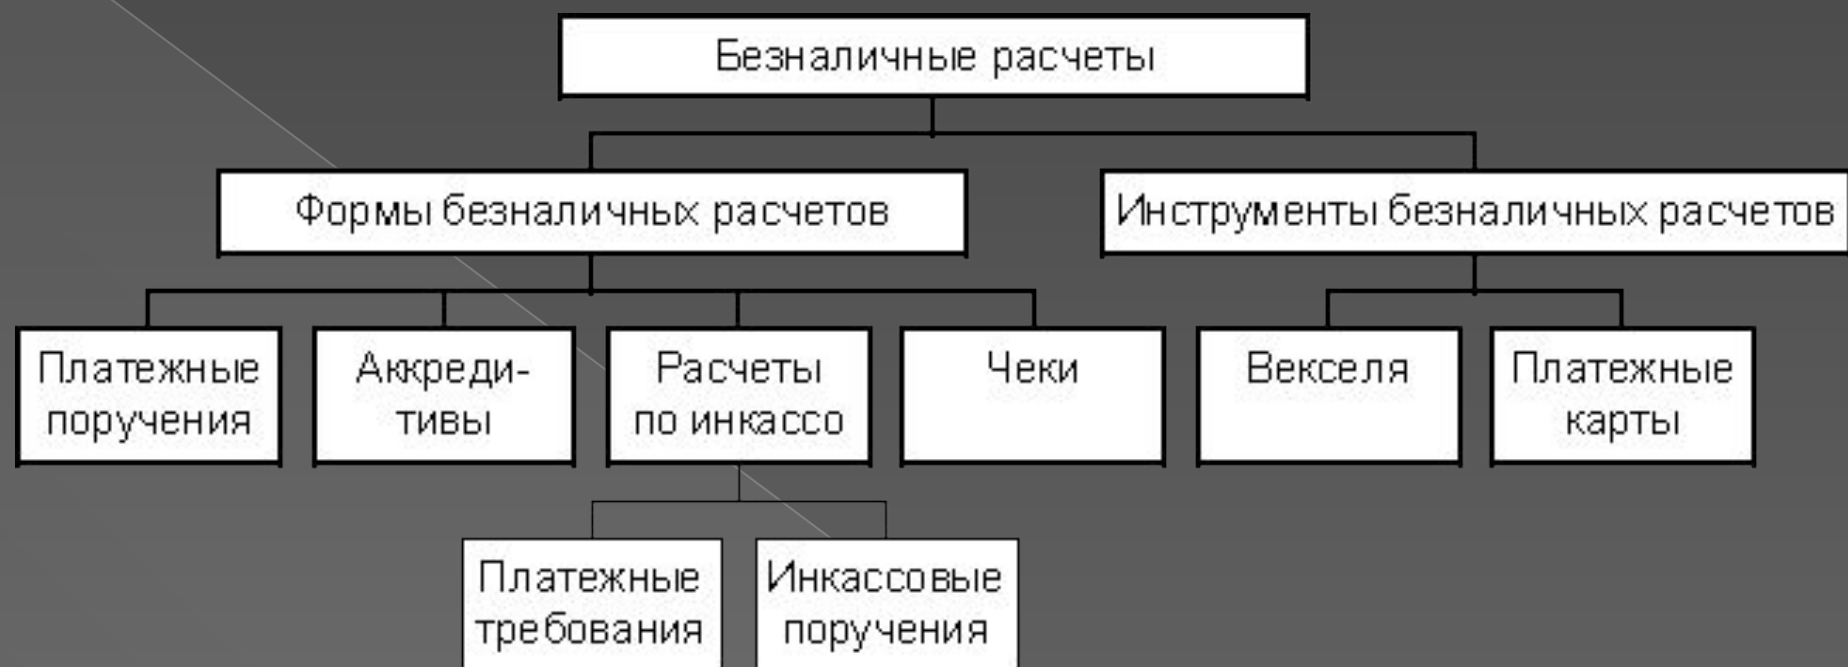 Безналичные расчеты
Формы безналичных расчетов
Инструменты безналичных расчетов
Платежные
поручения
Аккреди-
тивы
Расчеты
по инкассо
Чеки
Векселя
Платежные
карты
Платежные
требования
Инкассовые
поручения